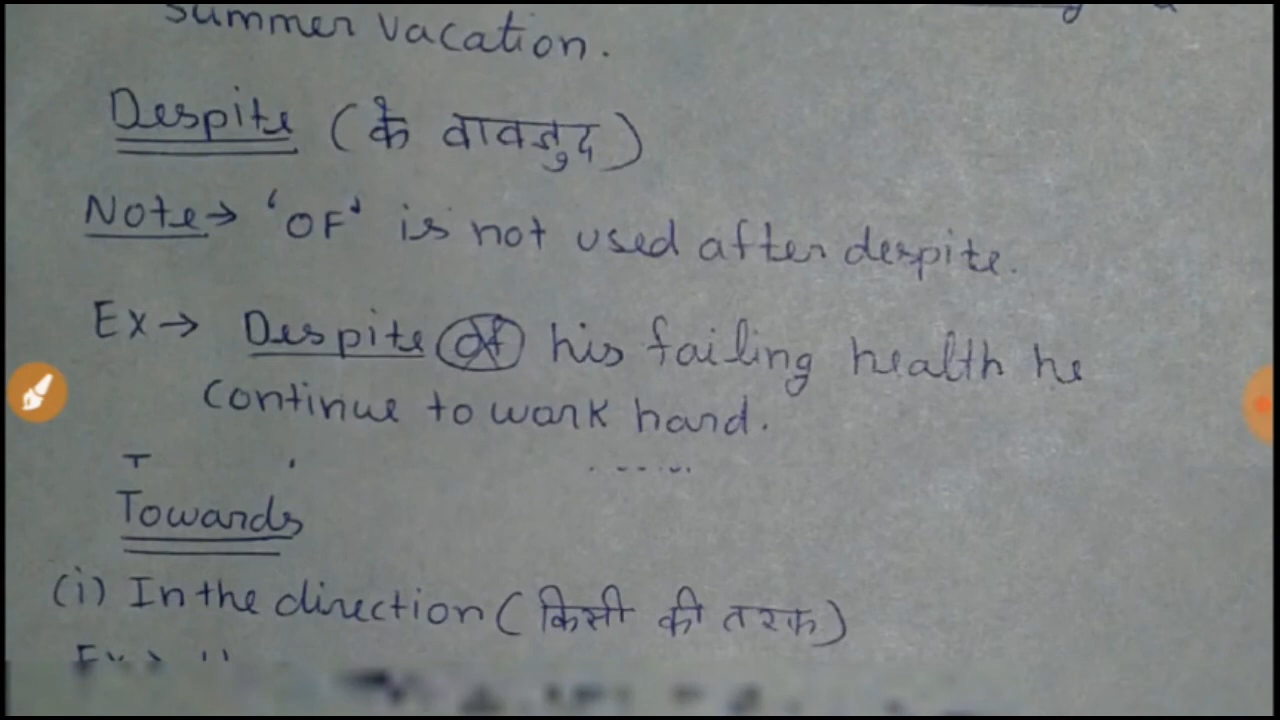 summer vacation.
Despite (के वावजुद)
Note→ 'OF' is not used after despite.
Ex→ Despite of his failing health he
continue to work hard.
Towards
(i) In the direction (किसी की तरफ)